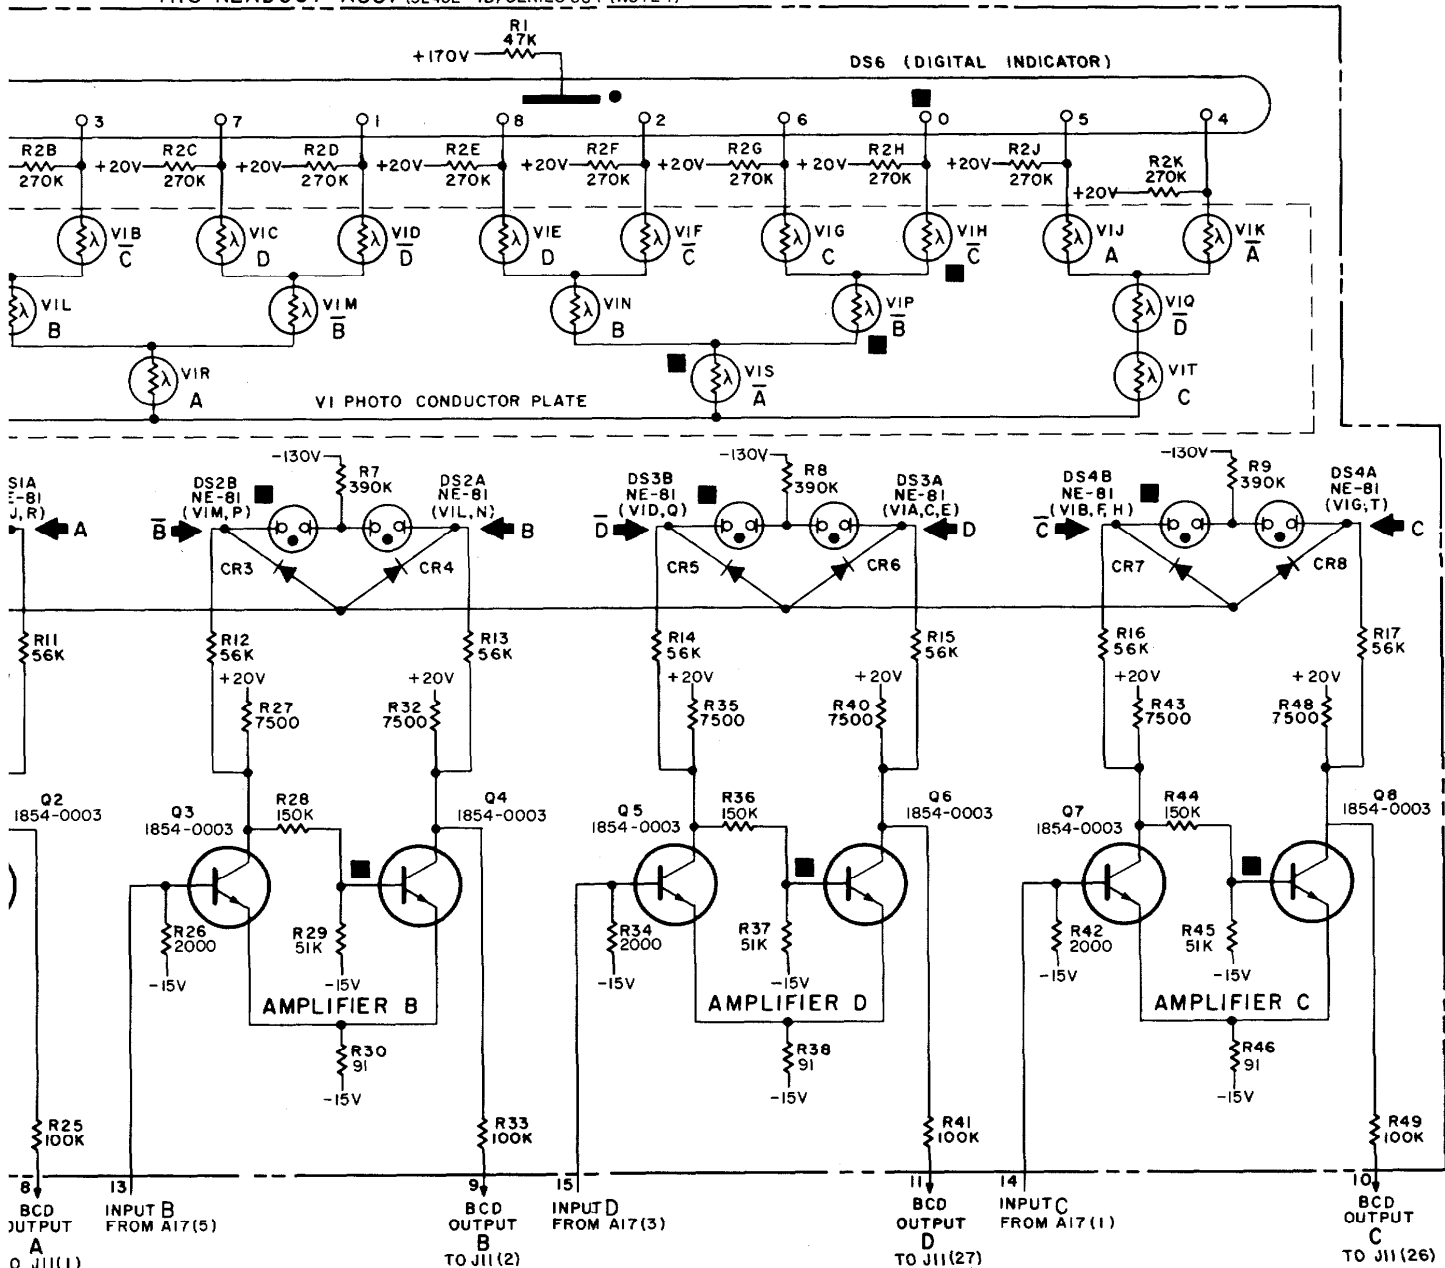 R1
47K
+170V
DS6 (DIGITAL INDICATOR)
3 7 1 8 2 6 0 5 4
R2B R2C R2D R2E R2F R2G R2H R2J R2K
270K +20V 270K +20V 270K +20V 270K +20V 270K +20V 270K +20V 270K +20V 270K +20V 270K
V1B V1C V1D V1E V1F V1G V1H V1J V1K
C̅ D D̅ D C̅ C C̅ A A̅
V1L V1M V1N V1P V1Q
B B̅ B B̅ D̅
V1R V1S V1T
A A̅ C
V1 PHOTO CONDUCTOR PLATE
-130V R7 390K
-130V R8 390K
-130V R9 390K
A
DS2B
NE-81
(V1M, P)
B̅
DS2A
NE-81
(V1L, N)
B
DS3B
NE-81
(V1D, Q)
D̅
DS3A
NE-81
(V1A, C, E)
D
DS4B
NE-81
(V1B, F, H)
C̅
DS4A
NE-81
(V1G, T)
C
CR3 CR4 CR5 CR6 CR7 CR8
R11 R12 R13 R14 R15 R16 R17
56K 56K 56K 56K 56K 56K 56K
+20V +20V +20V +20V +20V +20V
R27 R32 R35 R40 R43 R48
7500 7500 7500 7500 7500 7500
Q2
1854-0003
Q3
1854-0003
R28
150K
Q4
1854-0003
Q5
1854-0003
R36
150K
Q6
1854-0003
Q7
1854-0003
R44
150K
Q8
1854-0003
R26
2000
-15V
R29
51K
-15V
R34
2000
-15V
R37
51K
-15V
R42
2000
-15V
R45
51K
-15V
AMPLIFIER B AMPLIFIER D AMPLIFIER C
R30
91
-15V
R38
91
-15V
R46
91
-15V
R25
100K
R33
100K
R41
100K
R49
100K
8
BCD
OUTPUT
A
TO J11(1)
13
INPUT B
FROM A17(5)
9
BCD
OUTPUT
B
TO J11(2)
15
INPUT D
FROM A17(3)
11
BCD
OUTPUT
D
TO J11(27)
14
INPUT C
FROM A17(1)
10
BCD
OUTPUT
C
TO J11(26)